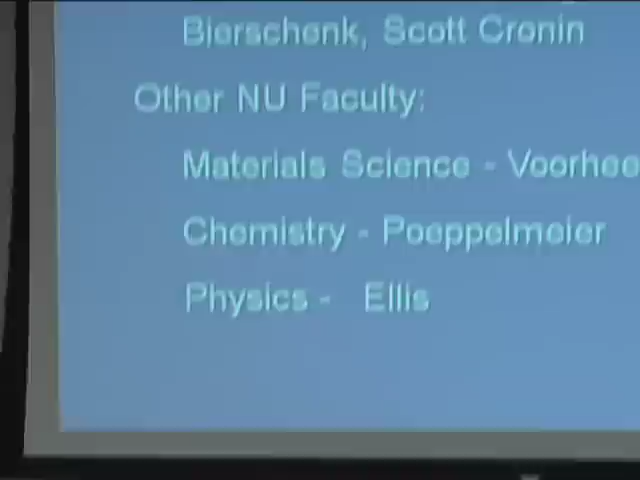 Bierschenk, Scott Cronin
Other NU Faculty:
Materials Science - Voorhee
Chemistry - Poeppelmeier
Physics - Ellis